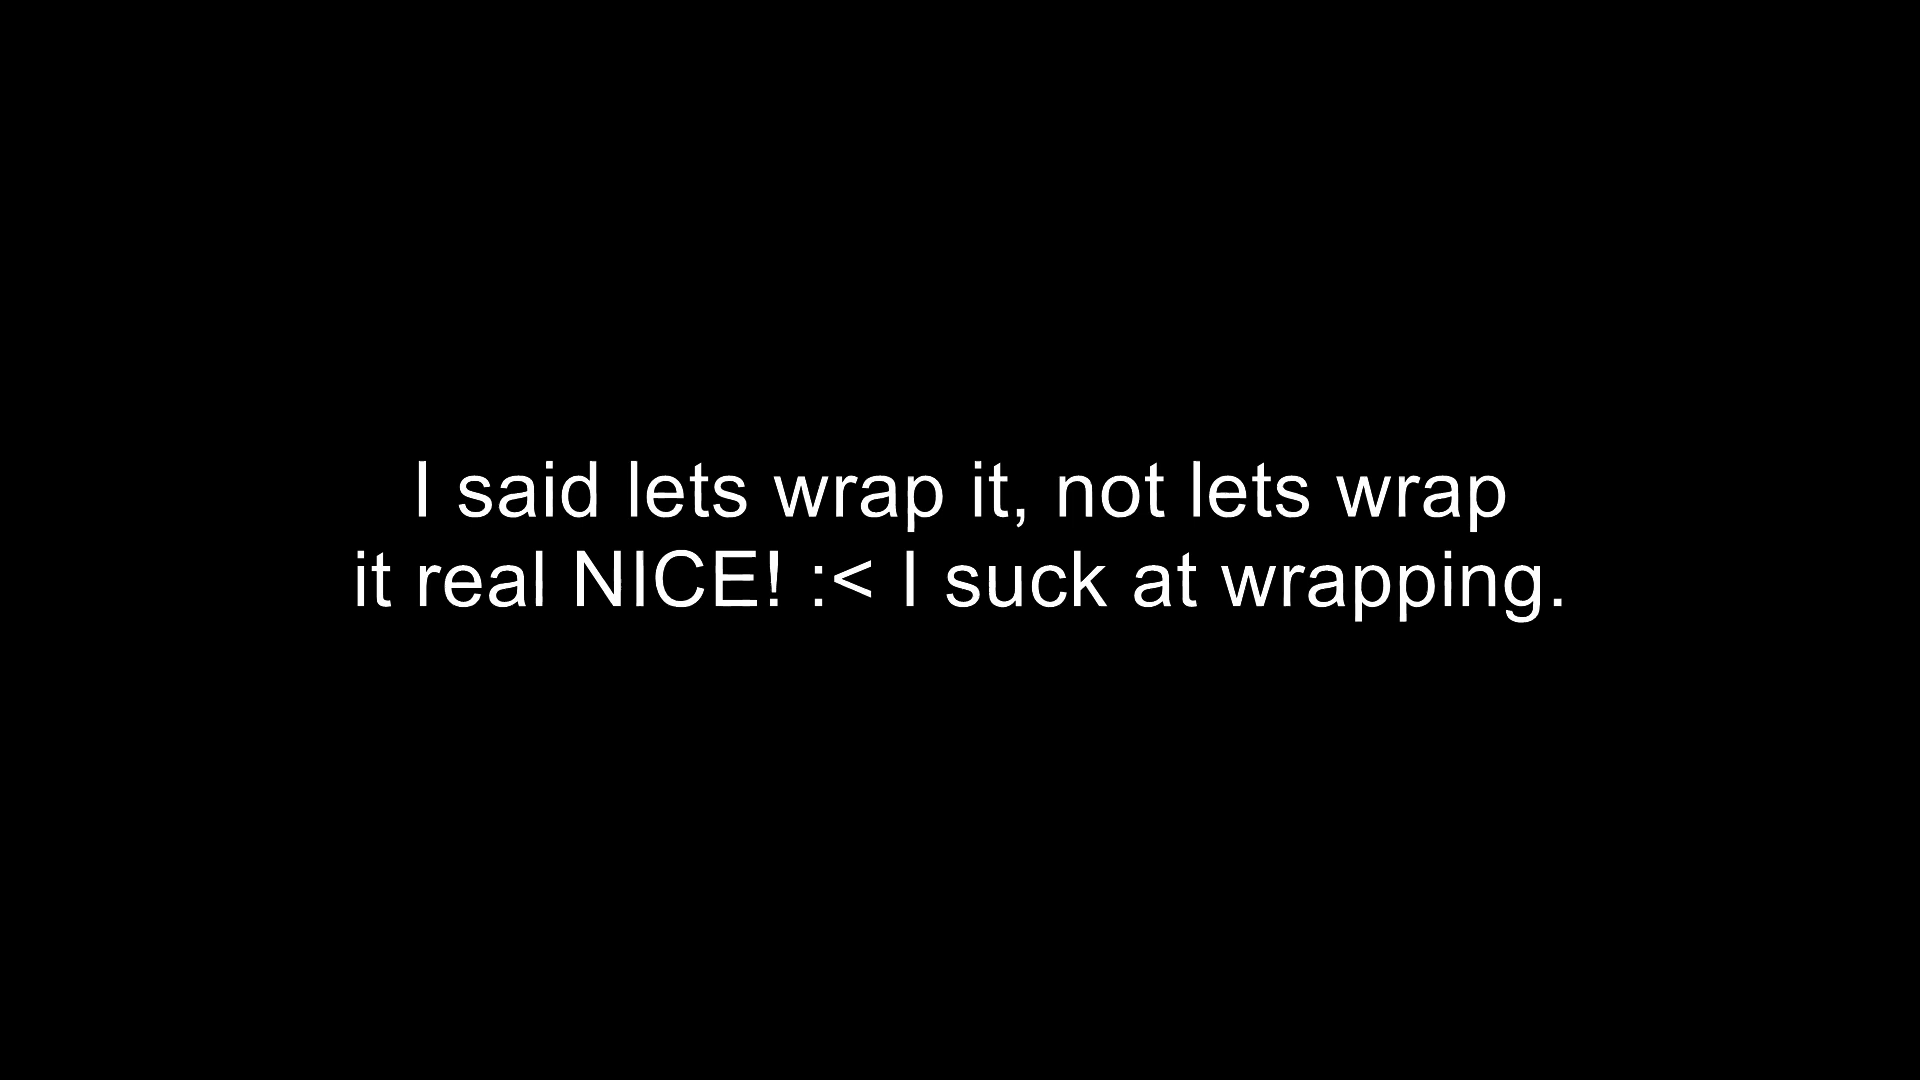 I said lets wrap it, not lets wrap
it real NICE! :< I suck at wrapping.